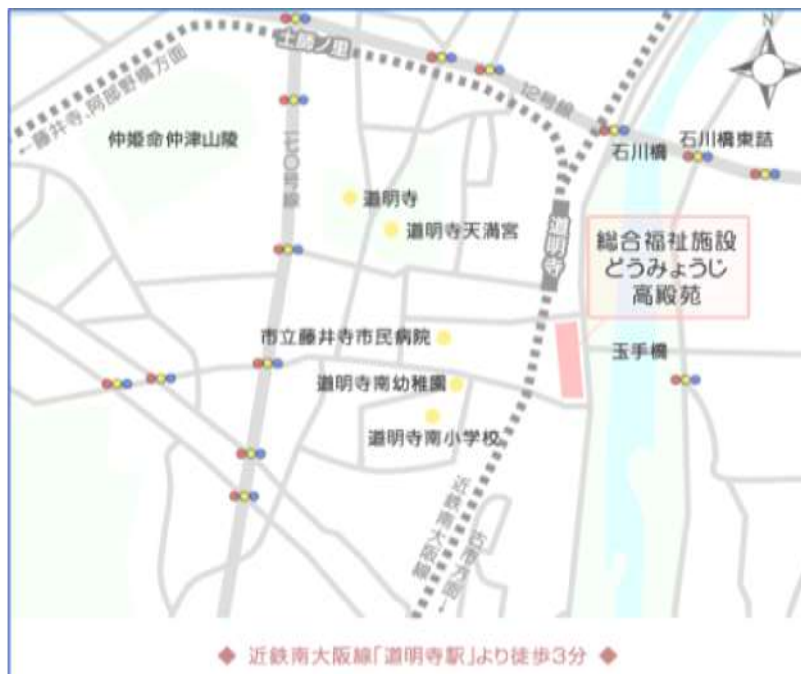 N
土師ノ里
12号線
←藤井寺、阿部野橋方面
仲姫命仲津山陵
一七〇号線
石川橋
石川橋東詰
道明寺
道明寺天満宮
道明寺
総合福祉施設
どうみょうじ
高殿苑
市立藤井寺市民病院
玉手橋
道明寺南幼稚園
道明寺南小学校
近鉄南大阪線
古市方面→
◆ 近鉄南大阪線「道明寺駅」より徒歩3分 ◆